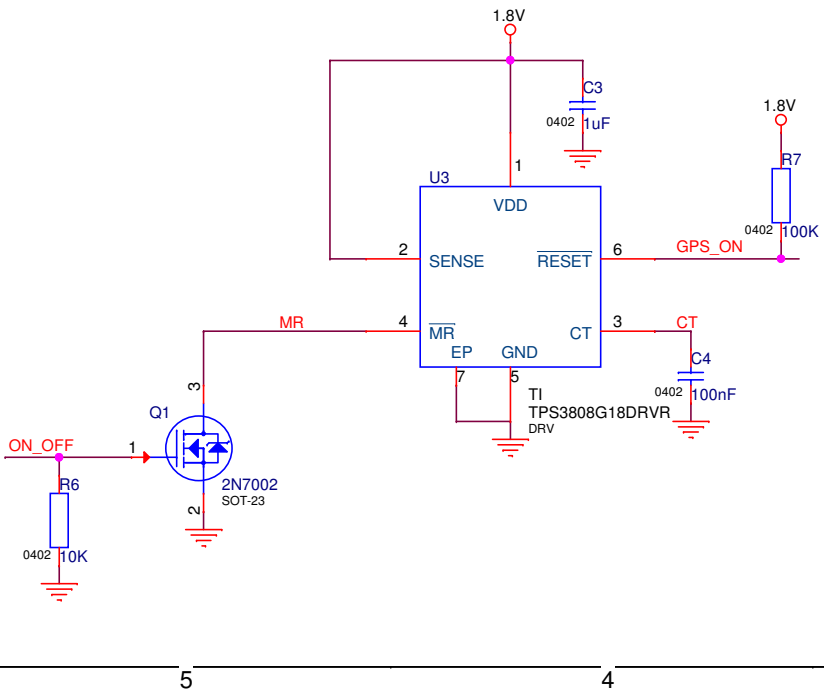 1.8V
C3
0402 1uF
1.8V
R7
0402 100K
U3
1
VDD
2 SENSE
RESET 6 GPS_ON
MR 4 MR
CT 3 CT
EP GND
7 5
C4
0402 100nF
TI
TPS3808G18DRVR
DRV
3
Q1
ON_OFF 1
2N7002
SOT-23
2
R6
0402 10K
5 4